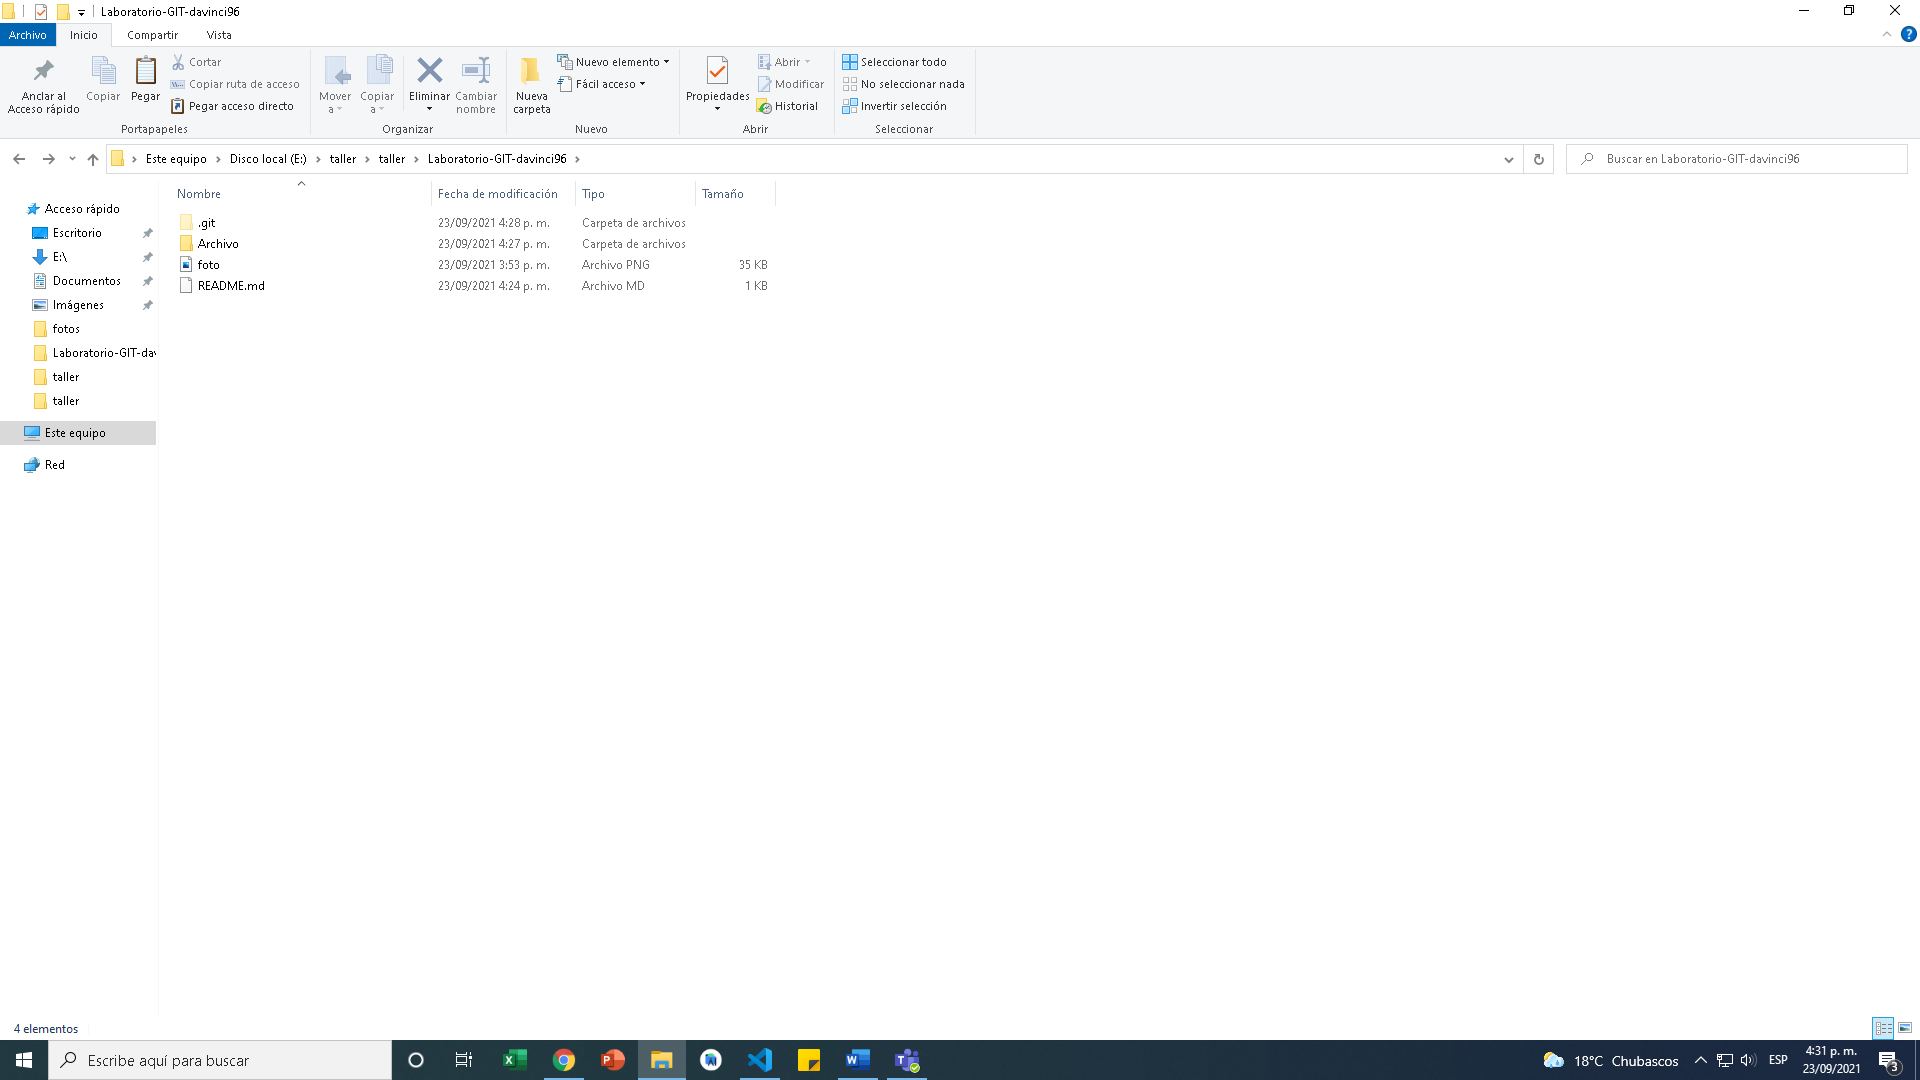 Laboratorio-GIT-davinci96
Archivo Inicio Compartir Vista
Anclar al Acceso rápido
Copiar
Pegar
Cortar
Copiar ruta de acceso
Pegar acceso directo
Portapapeles
Mover a
Copiar a
Eliminar
Cambiar nombre
Organizar
Nueva carpeta
Nuevo elemento
Fácil acceso
Nuevo
Propiedades
Abrir
Modificar
Historial
Abrir
Seleccionar todo
No seleccionar nada
Invertir selección
Seleccionar
Este equipo > Disco local (E:) > taller > taller > Laboratorio-GIT-davinci96 >
Buscar en Laboratorio-GIT-davinci96
Acceso rápido
Escritorio
E:\
Documentos
Imágenes
fotos
Laboratorio-GIT-dav
taller
taller
Este equipo
Red
Nombre Fecha de modificación Tipo Tamaño
.git 23/09/2021 4:28 p. m. Carpeta de archivos
Archivo 23/09/2021 4:27 p. m. Carpeta de archivos
foto 23/09/2021 3:53 p. m. Archivo PNG 35 KB
README.md 23/09/2021 4:24 p. m. Archivo MD 1 KB
4 elementos
Escribe aquí para buscar
18°C Chubascos
ESP
4:31 p. m.
23/09/2021
3